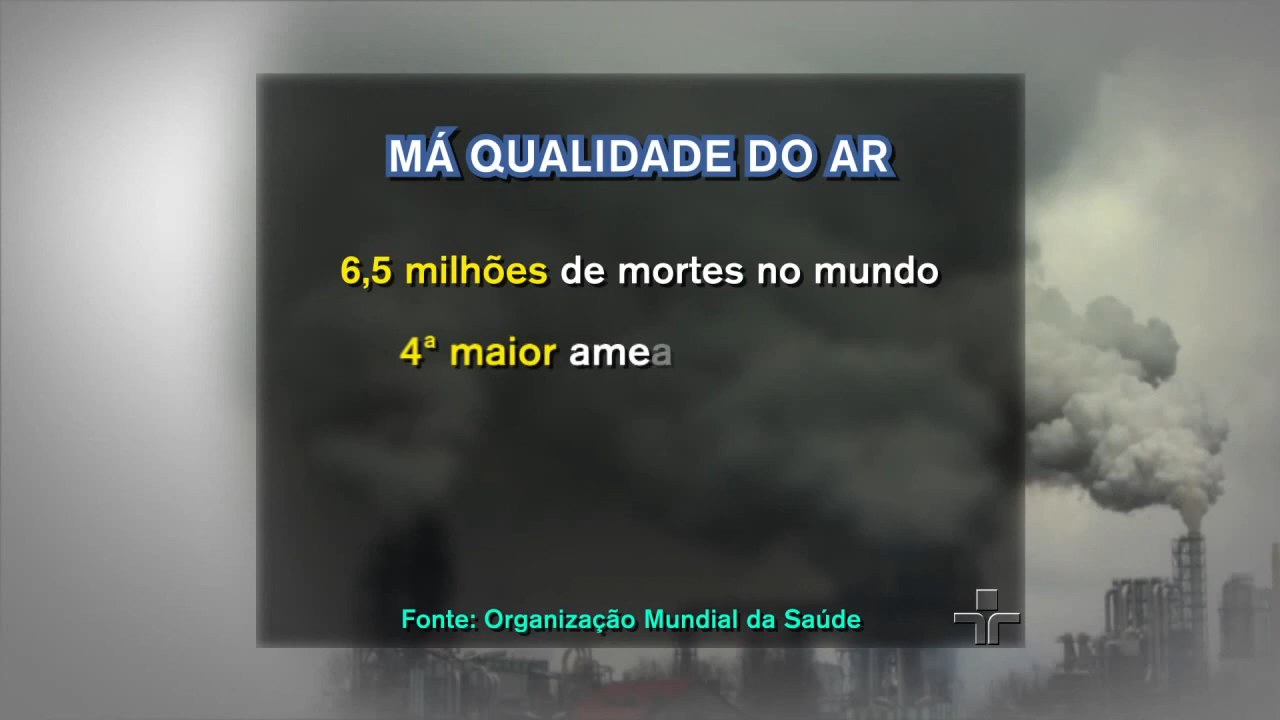 MÁ QUALIDADE DO AR
6,5 milhões de mortes no mundo
4ª maior amea
Fonte: Organização Mundial da Saúde